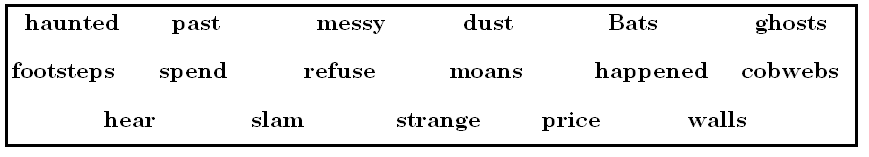 haunted past messy dust Bats ghosts
footsteps spend refuse moans happened cobwebs
hear slam strange price walls